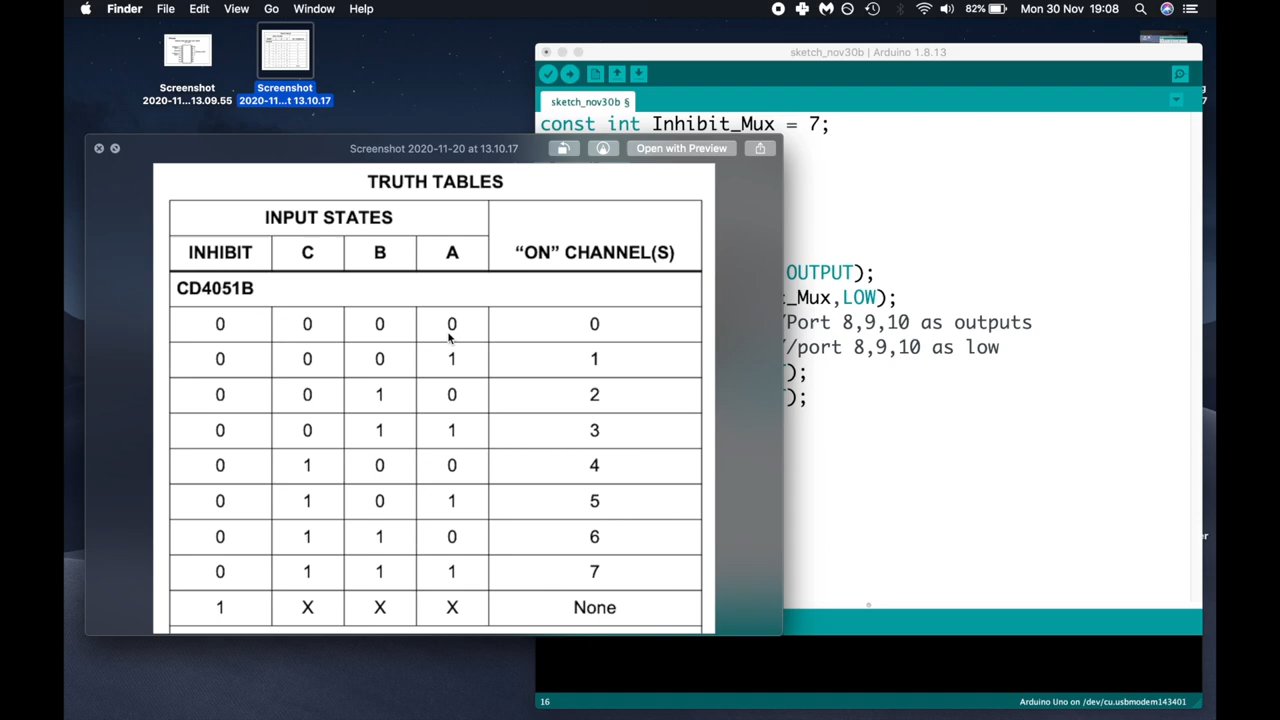 Finder File Edit View Go Window Help
82% Mon 30 Nov 19:08
Screenshot
2020-11...13.09.55
Screenshot
2020-11...t 13.10.17
sketch_nov30b | Arduino 1.8.13
sketch_nov30b §
const int Inhibit_Mux = 7;
Screenshot 2020-11-20 at 13.10.17 Open with Preview
TRUTH TABLES
INPUT STATES
INHIBIT C B A “ON” CHANNEL(S)
CD4051B
0 0 0 0 0
0 0 0 1 1
0 0 1 0 2
0 0 1 1 3
0 1 0 0 4
0 1 0 1 5
0 1 1 0 6
0 1 1 1 7
1 X X X None
OUTPUT);
_Mux,LOW);
/Port 8,9,10 as outputs
/port 8,9,10 as low
);
);
16
Arduino Uno on /dev/cu.usbmodem143401